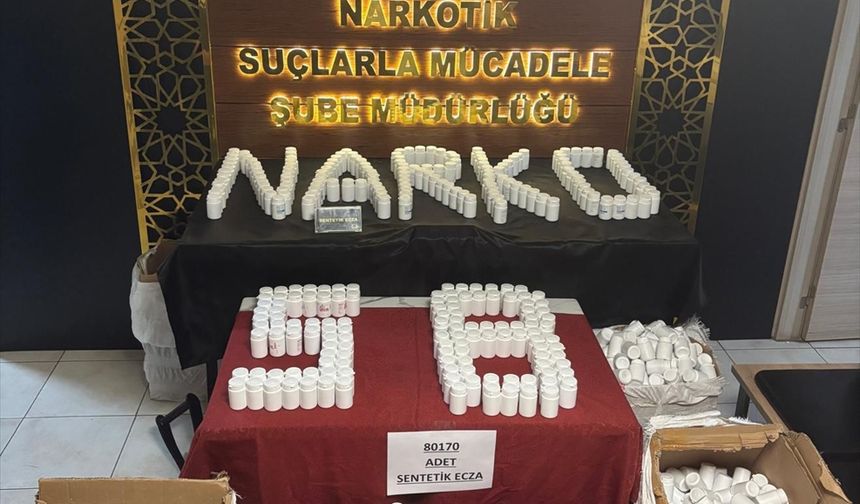 NARKOTİK
SUÇLARLA MÜCADELE
ŞUBE MÜDÜRLÜĞÜ
NARKO
SENTETİK ECZA
58
80170
ADET
SENTETİK ECZA